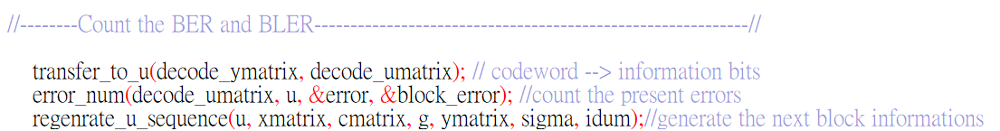 //--------Count the BER and BLER------------------------------------------------------------//
transfer_to_u(decode_ymatrix, decode_umatrix); // codeword --> information bits
error_num(decode_umatrix, u, &error, &block_error); //count the present errors
regenrate_u_sequence(u, xmatrix, cmatrix, g, ymatrix, sigma, idum);//generate the next block informations